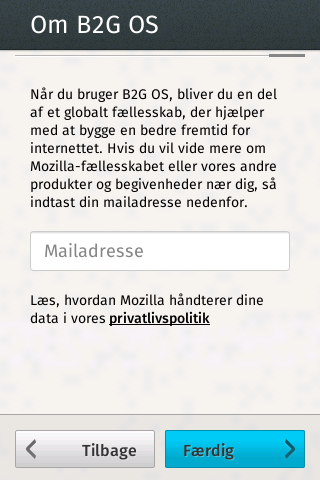 Om B2G OS
Når du bruger B2G OS, bliver du en del
af et globalt fællesskab, der hjælper
med at bygge en bedre fremtid for
internettet. Hvis du vil vide mere om
Mozilla-fællesskabet eller vores andre
produkter og begivenheder nær dig, så
indtast din mailadresse nedenfor.
Mailadresse
Læs, hvordan Mozilla håndterer dine
data i vores privatlivspolitik
Tilbage
Færdig